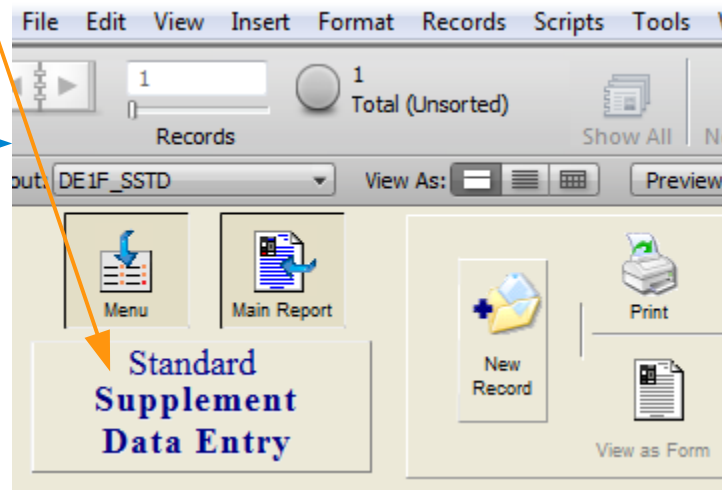 File Edit View Insert Format Records Scripts Tools
1
1
Total (Unsorted)
Records
Show All
out: DE1F_SSTD View As: Preview
Menu
Main Report
Print
New
Record
Standard
Supplement
Data Entry
View as Form